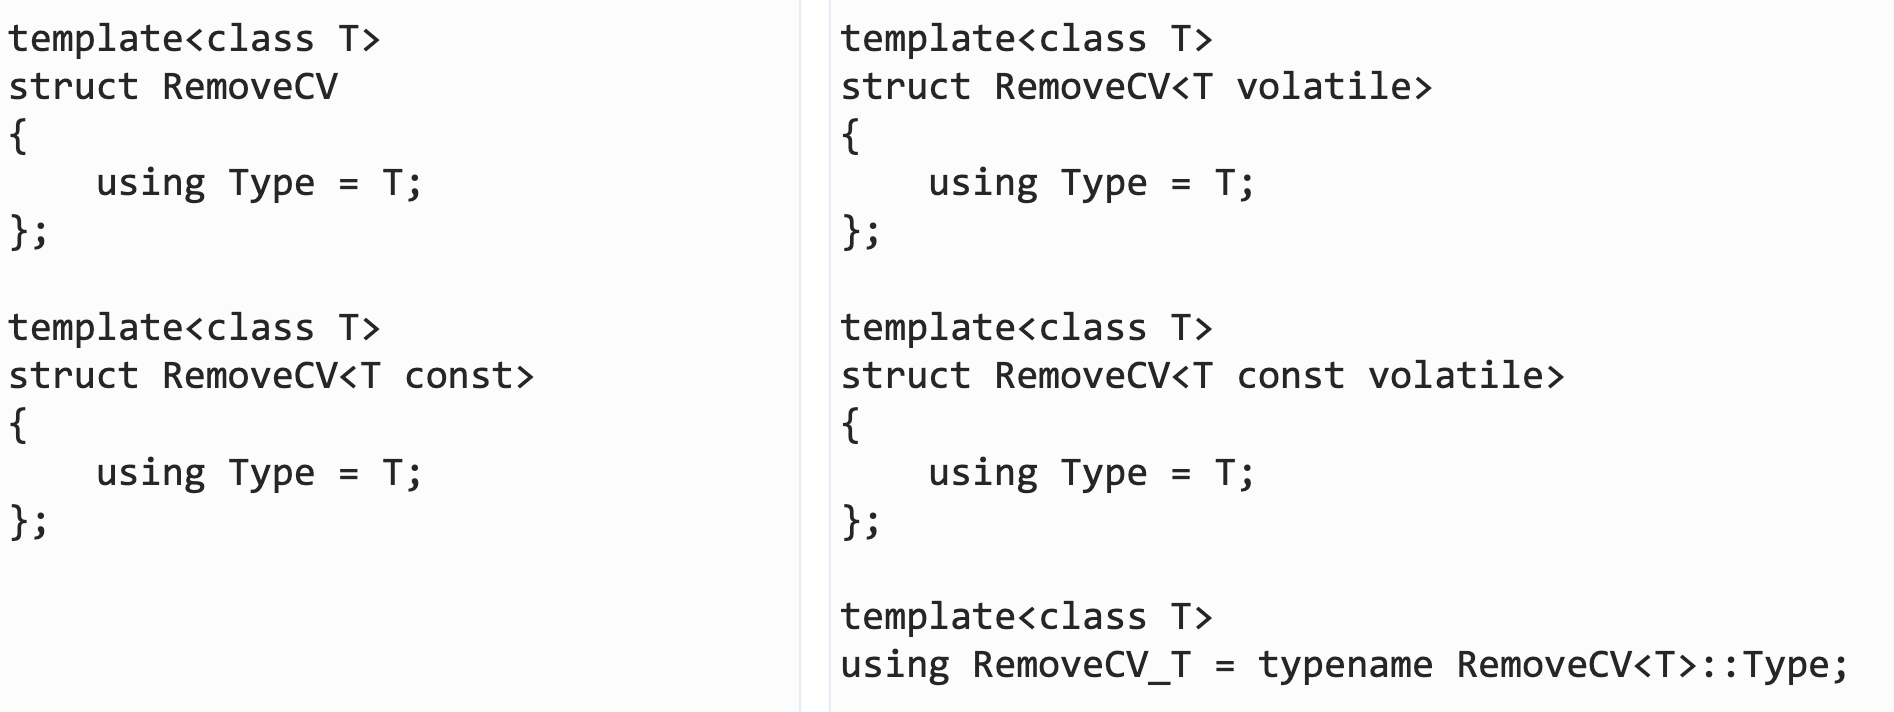 template<class T>
struct RemoveCV
{
    using Type = T;
};

template<class T>
struct RemoveCV<T const>
{
    using Type = T;
};

template<class T>
struct RemoveCV<T volatile>
{
    using Type = T;
};

template<class T>
struct RemoveCV<T const volatile>
{
    using Type = T;
};

template<class T>
using RemoveCV_T = typename RemoveCV<T>::Type;